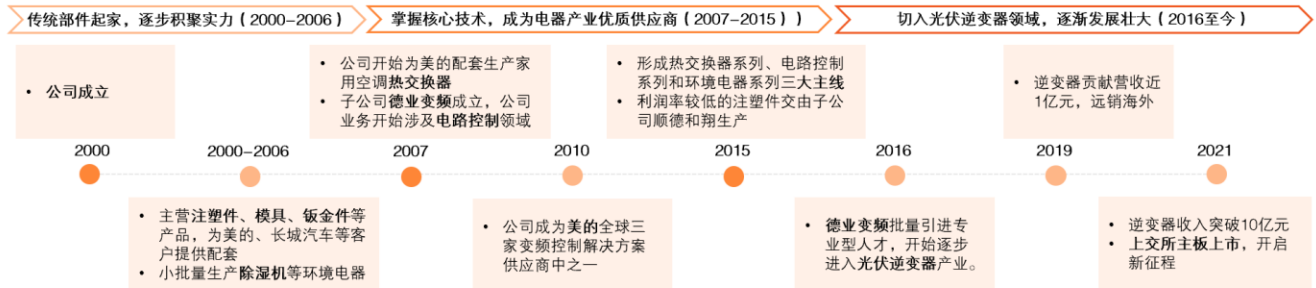 传统部件起家，逐步积聚实力（2000-2006）
掌握核心技术，成为电器产业优质供应商（2007-2015））
切入光伏逆变器领域，逐渐发展壮大（2016至今）
• 公司成立
• 公司开始为美的配套生产家
用空调热交换器
• 子公司德业变频成立，公司
业务开始涉及电路控制领域
• 形成热交换器系列、电路控制
系列和环境电器系列三大主线
• 利润率较低的注塑件交由子公
司顺德和翔生产
• 逆变器贡献营收近
1亿元，远销海外
2000
2000-2006
2007
2010
2015
2016
2019
2021
• 主营注塑件、模具、钣金件等
产品，为美的、长城汽车等客
户提供配套
• 小批量生产除湿机等环境电器
• 公司成为美的全球三
家变频控制解决方案
供应商中之一
• 德业变频批量引进专
业型人才，开始逐步
进入光伏逆变器产业。
• 逆变器收入突破10亿元
• 上交所主板上市，开启
新征程